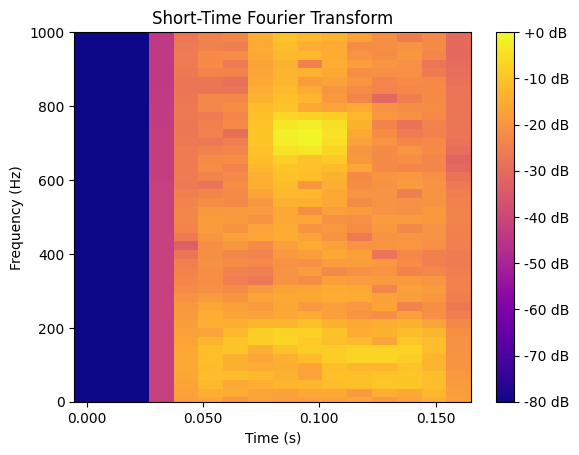 Short-Time Fourier Transform
1000
800
600
400
200
0
Frequency (Hz)
0.000
0.050
0.100
0.150
Time (s)
+0 dB
-10 dB
-20 dB
-30 dB
-40 dB
-50 dB
-60 dB
-70 dB
-80 dB